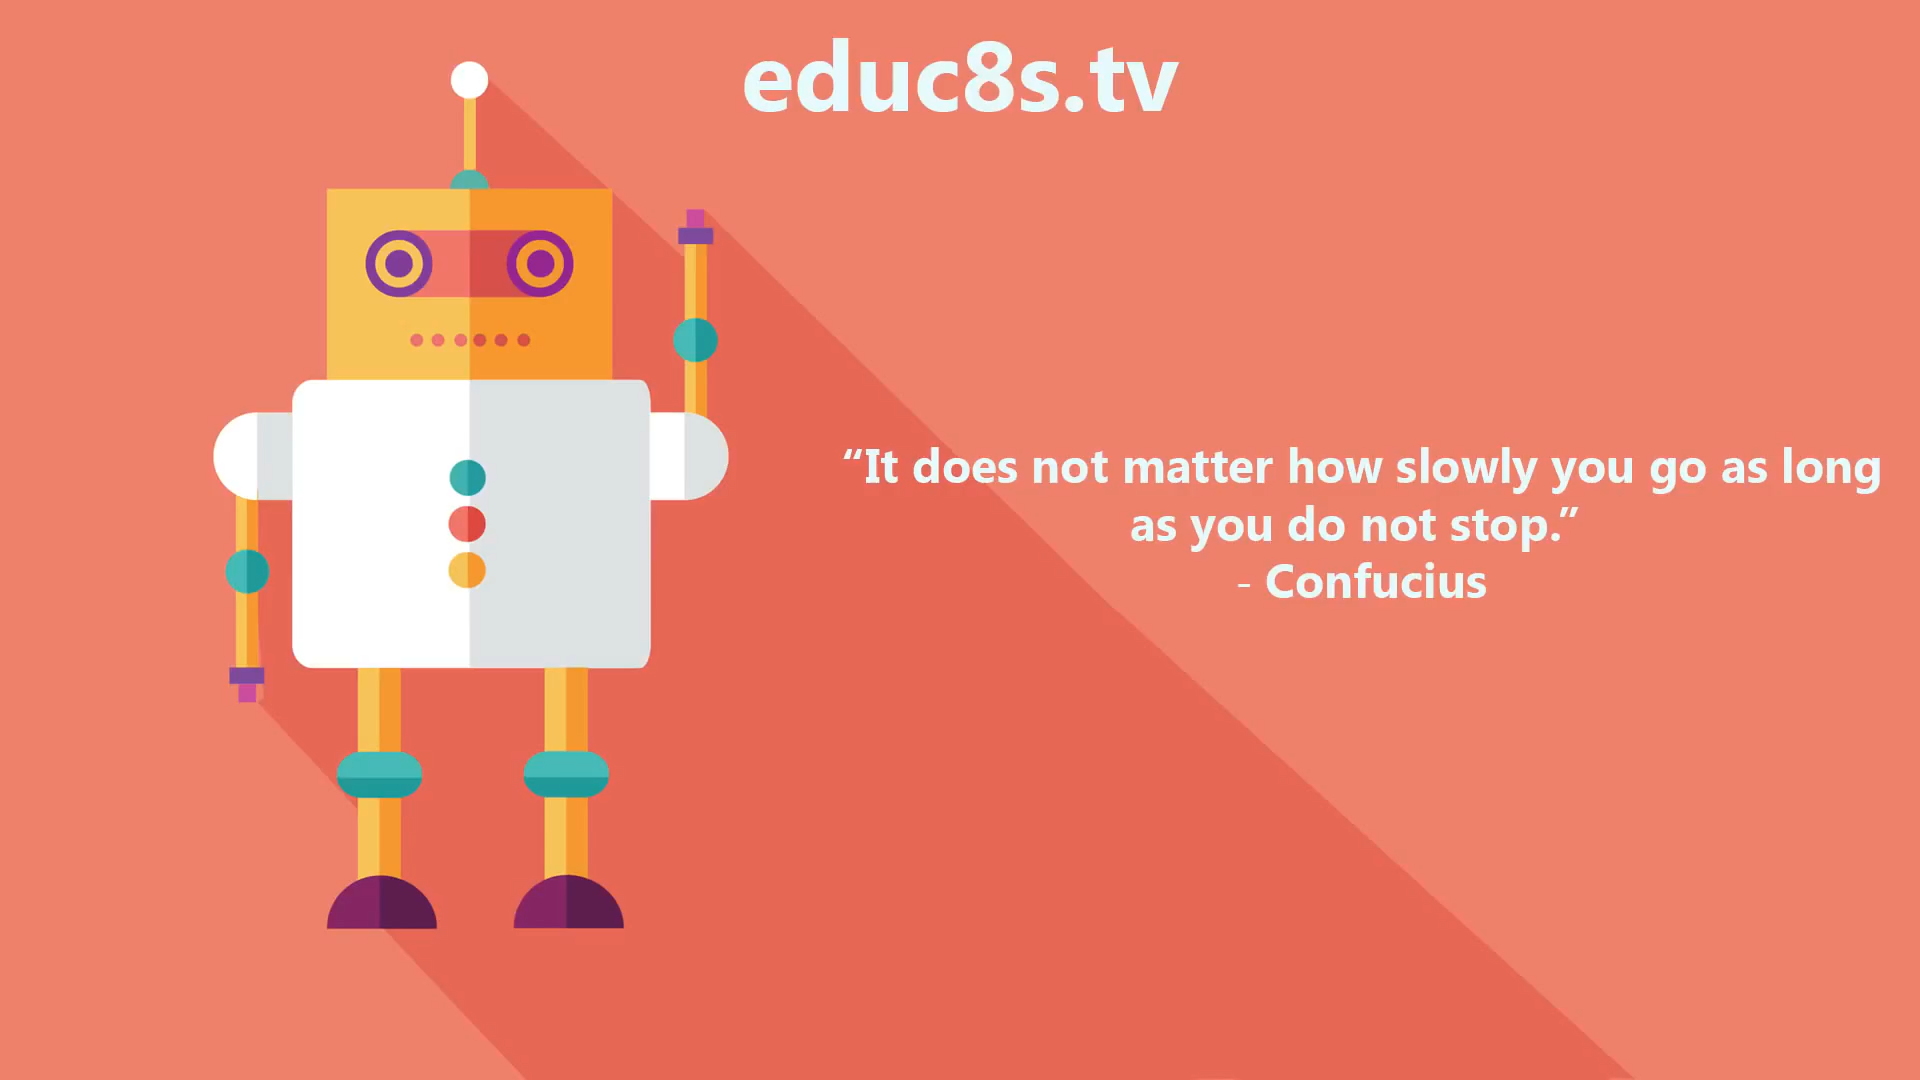 educ8s.tv
“It does not matter how slowly you go as long
as you do not stop.”
- Confucius